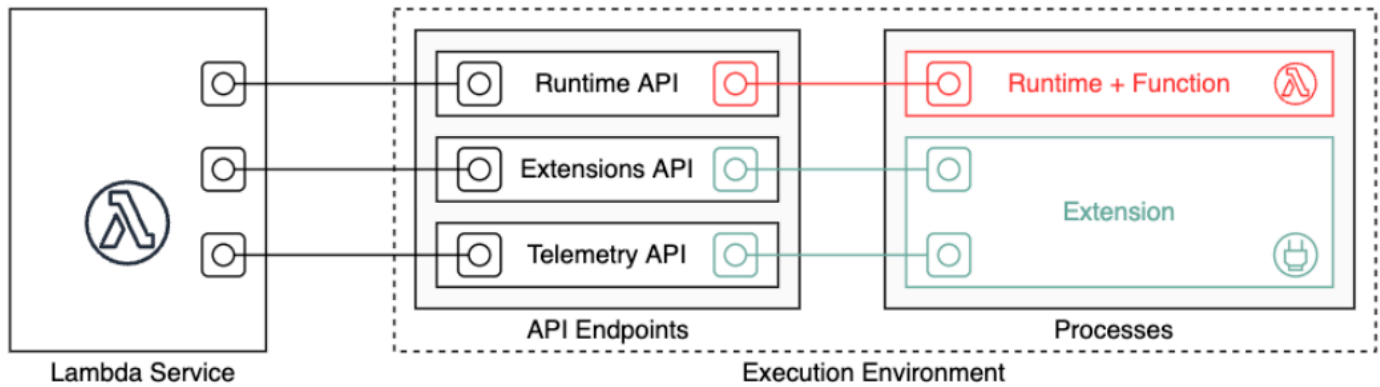 Runtime API
Runtime + Function
Extensions API
Extension
Telemetry API
API Endpoints
Processes
Lambda Service
Execution Environment